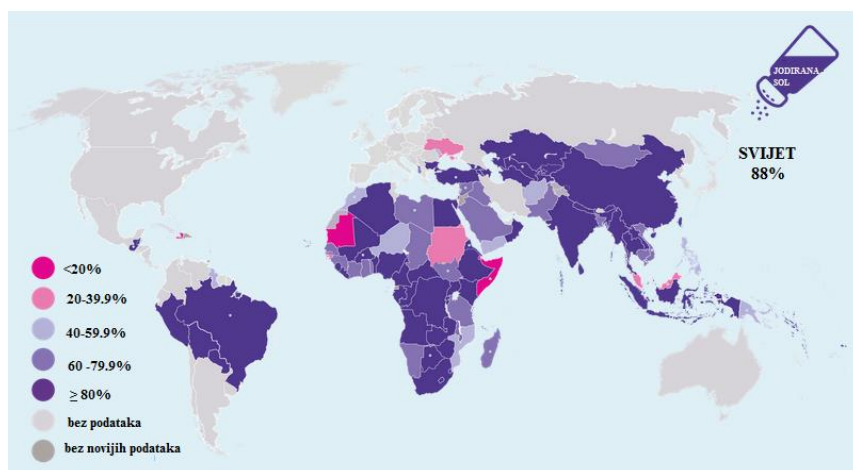 JODIRANA
SOL
SVIJET
88%
<20%
20-39.9%
40-59.9%
60 -79.9%
≥ 80%
bez podataka
bez novijih podataka